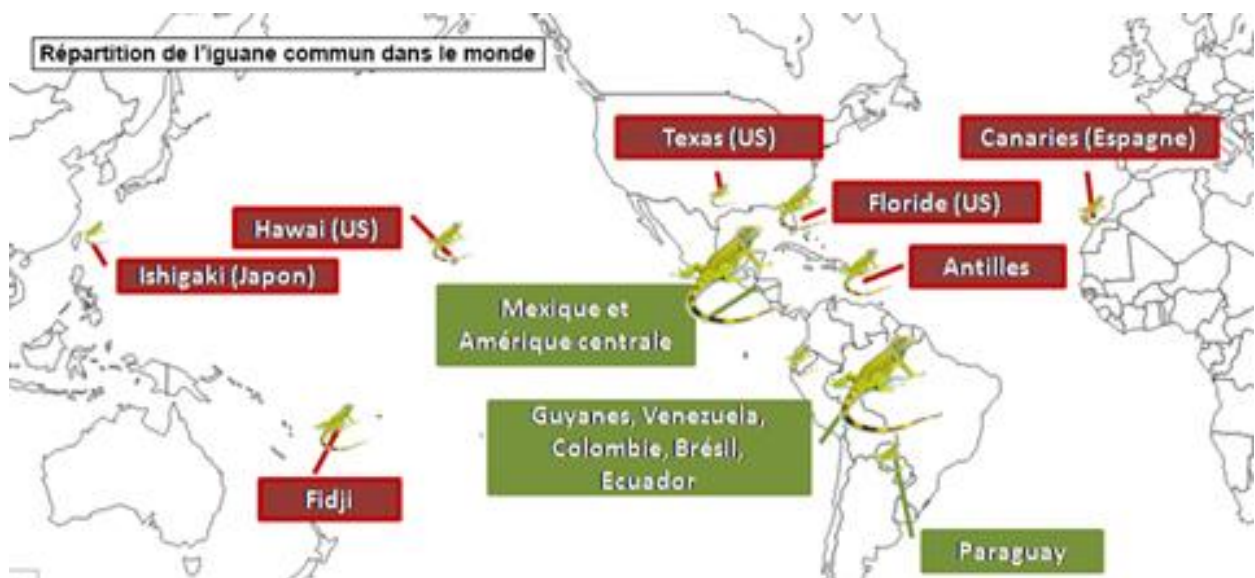 Répartition de l'iguane commun dans le monde
Texas (US)
Canaries (Espagne)
Hawai (US)
Floride (US)
Ishigaki (Japon)
Antilles
Mexique et
Amérique centrale
Guyanes, Venezuela,
Colombie, Brésil,
Ecuador
Fidji
Paraguay